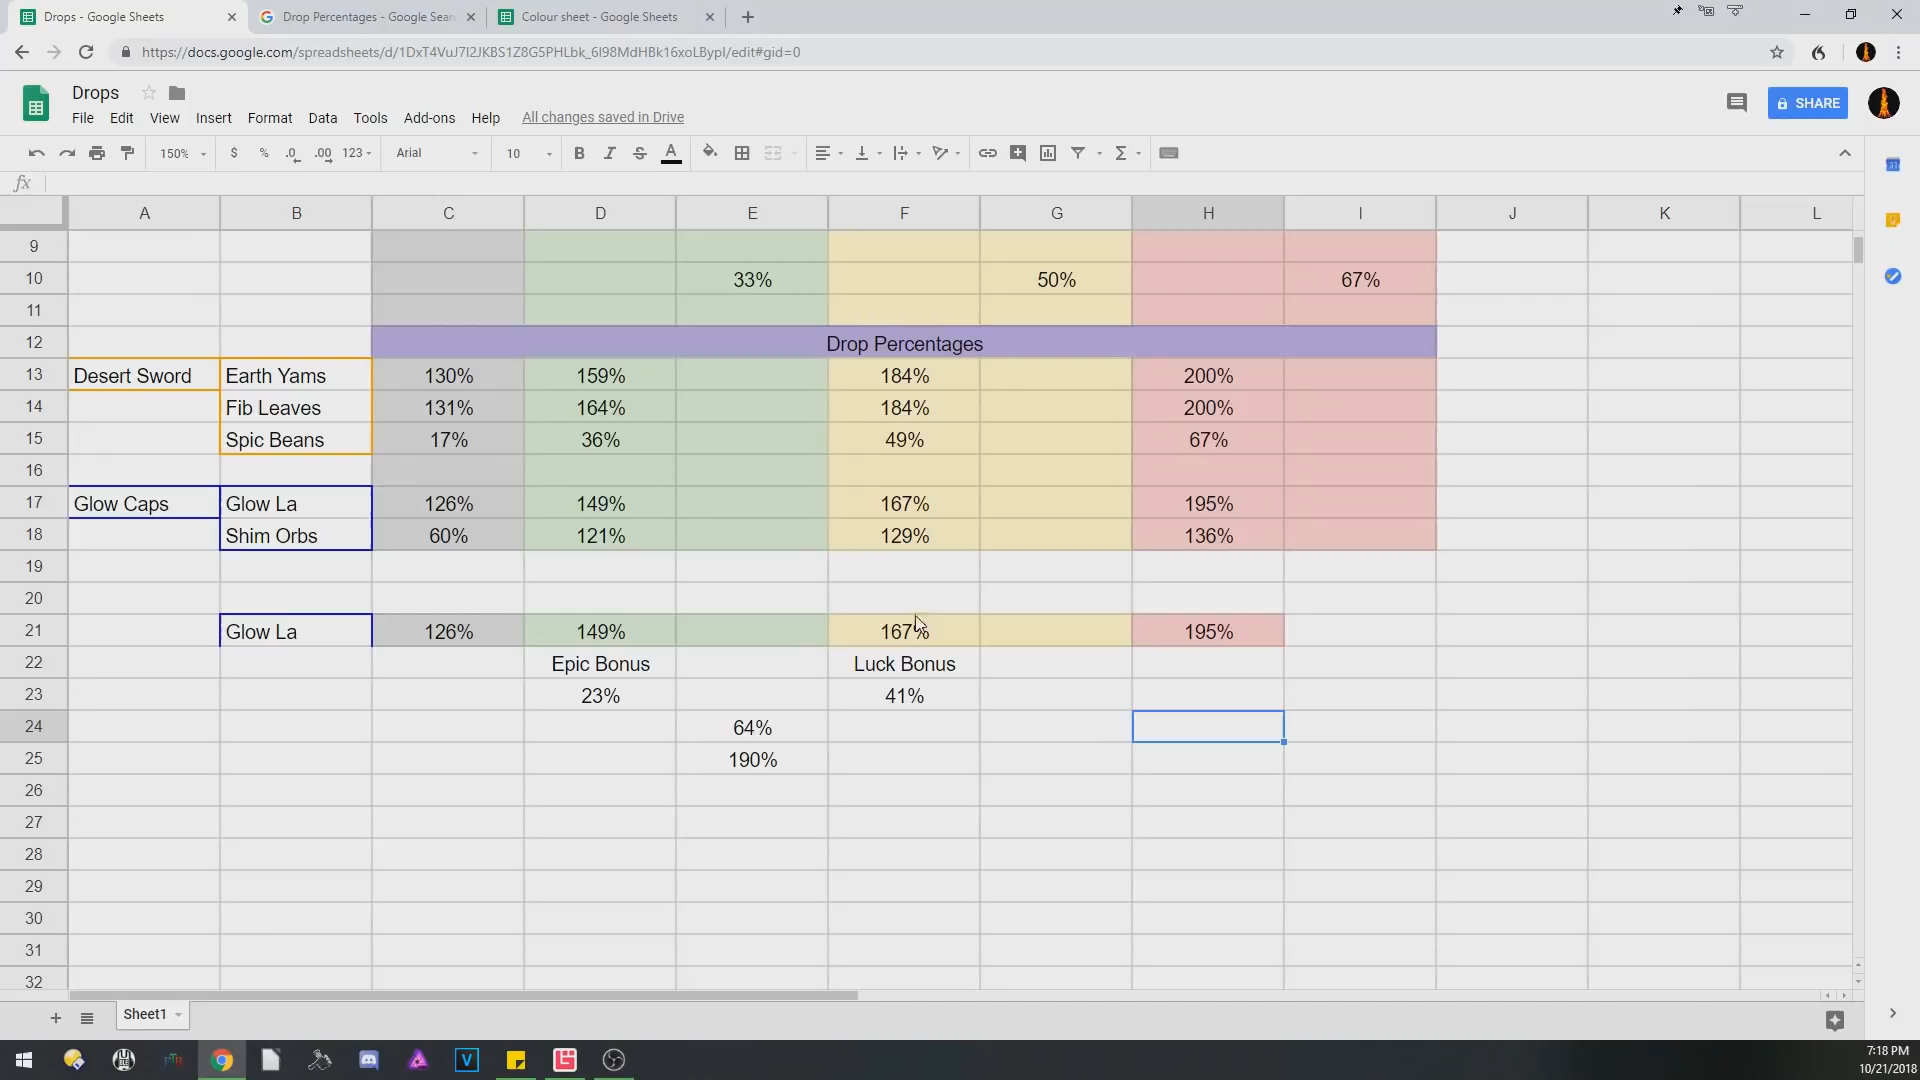 Drops - Google Sheets
Drop Percentages - Google Sear
Colour sheet - Google Sheets
https://docs.google.com/spreadsheets/d/1DxT4VuJ7I2JKBS1Z8G5PHLbk_6I98MdHBk16xoLBypI/edit#gid=0
Drops
SHARE
File Edit View Insert Format Data Tools Add-ons Help All changes saved in Drive
150% $ % .0 .00 123 Arial 10 B I S A
fx
A B C D E F G H I J K L
9
10 33% 50% 67%
11
12 Drop Percentages
13 Desert Sword Earth Yams 130% 159% 184% 200%
14 Fib Leaves 131% 164% 184% 200%
15 Spic Beans 17% 36% 49% 67%
16
17 Glow Caps Glow La 126% 149% 167% 195%
18 Shim Orbs 60% 121% 129% 136%
19
20
21 Glow La 126% 149% 167% 195%
22 Epic Bonus Luck Bonus
23 23% 41%
24 64%
25 190%
26
27
28
29
30
31
32
Sheet1
7:18 PM
10/21/2018